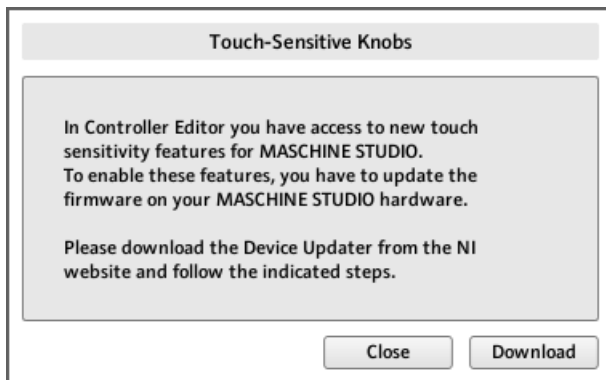 Touch-Sensitive Knobs
In Controller Editor you have access to new touch
sensitivity features for MASCHINE STUDIO.
To enable these features, you have to update the
firmware on your MASCHINE STUDIO hardware.
Please download the Device Updater from the NI
website and follow the indicated steps.
Close
Download